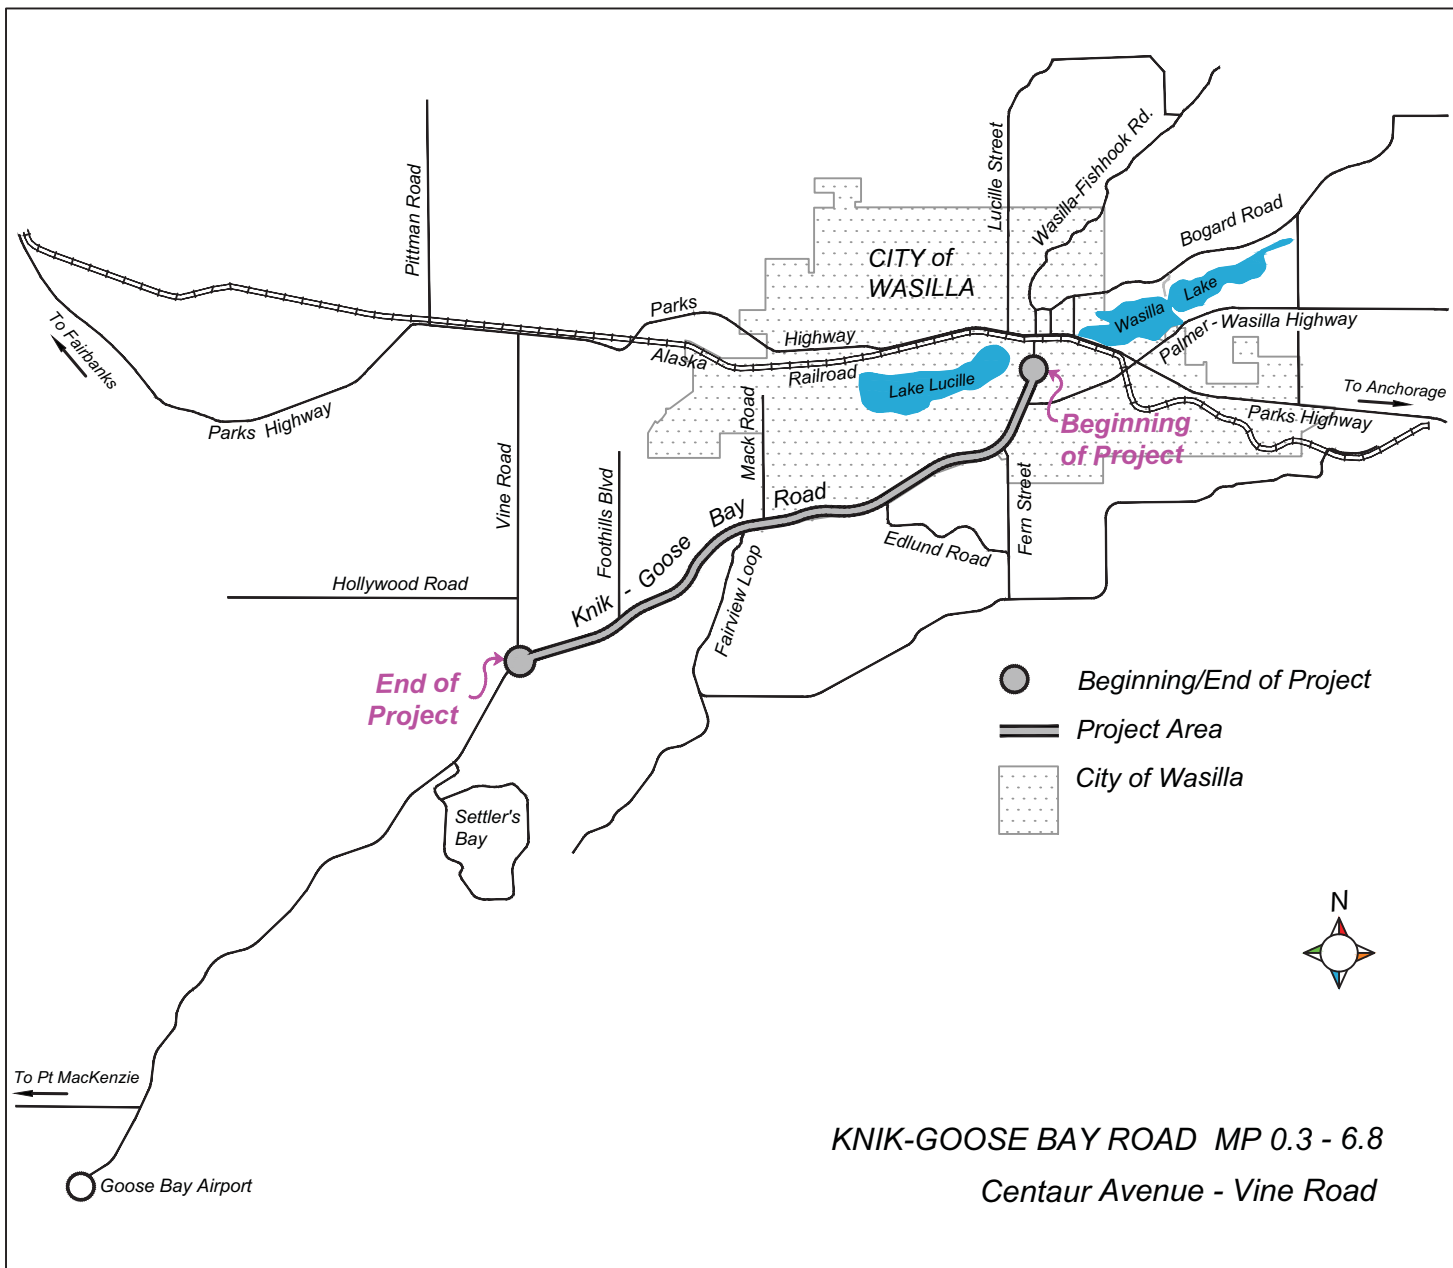 Lucille Street
Wasilla-Fishhook Rd.
Pittman Road
Bogard Road
CITY of
WASILLA
Wasilla
Lake
Parks
Highway
Palmer - Wasilla Highway
To Fairbanks
Alaska
Railroad
Lake Lucille
To Anchorage
Parks Highway
Parks Highway
Beginning
of Project
Mack Road
Vine Road
Foothills Blvd
Knik - Goose Bay Road
Fern Street
Edlund Road
Hollywood Road
Fairview Loop
End of
Project
Beginning/End of Project
Project Area
City of Wasilla
Settler's
Bay
N
To Pt MacKenzie
Goose Bay Airport
KNIK-GOOSE BAY ROAD MP 0.3 - 6.8
Centaur Avenue - Vine Road